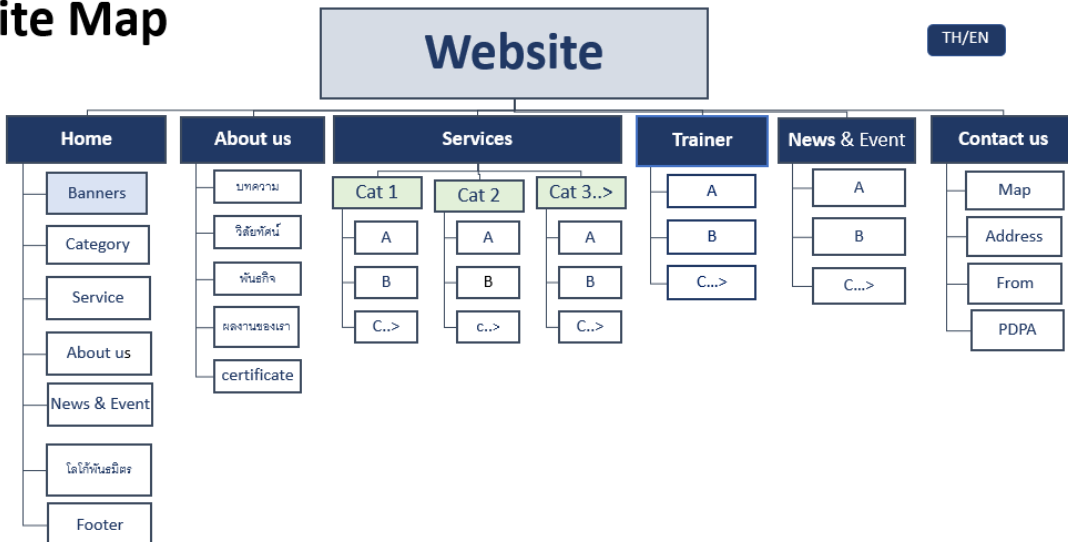 ite Map
Website
TH/EN
Home
Banners
Category
Service
About us
News & Event
โลโก้พันธมิตร
Footer
About us
บทความ
วิสัยทัศน์
พันธกิจ
ผลงานของเรา
certificate
Services
Cat 1
A
B
C..>
Cat 2
A
B
c..>
Cat 3..>
A
B
C..>
Trainer
A
B
C...>
News & Event
A
B
C...>
Contact us
Map
Address
From
PDPA